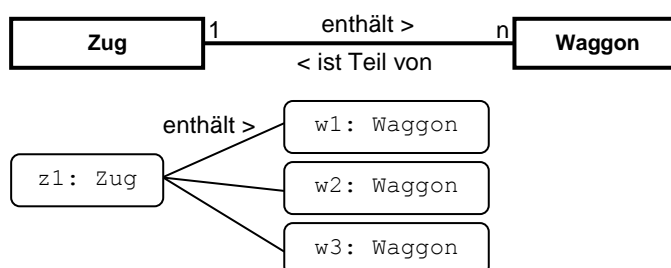 Zug 1 enthält > n Waggon
< ist Teil von
enthält > w1: Waggon
z1: Zug w2: Waggon
w3: Waggon